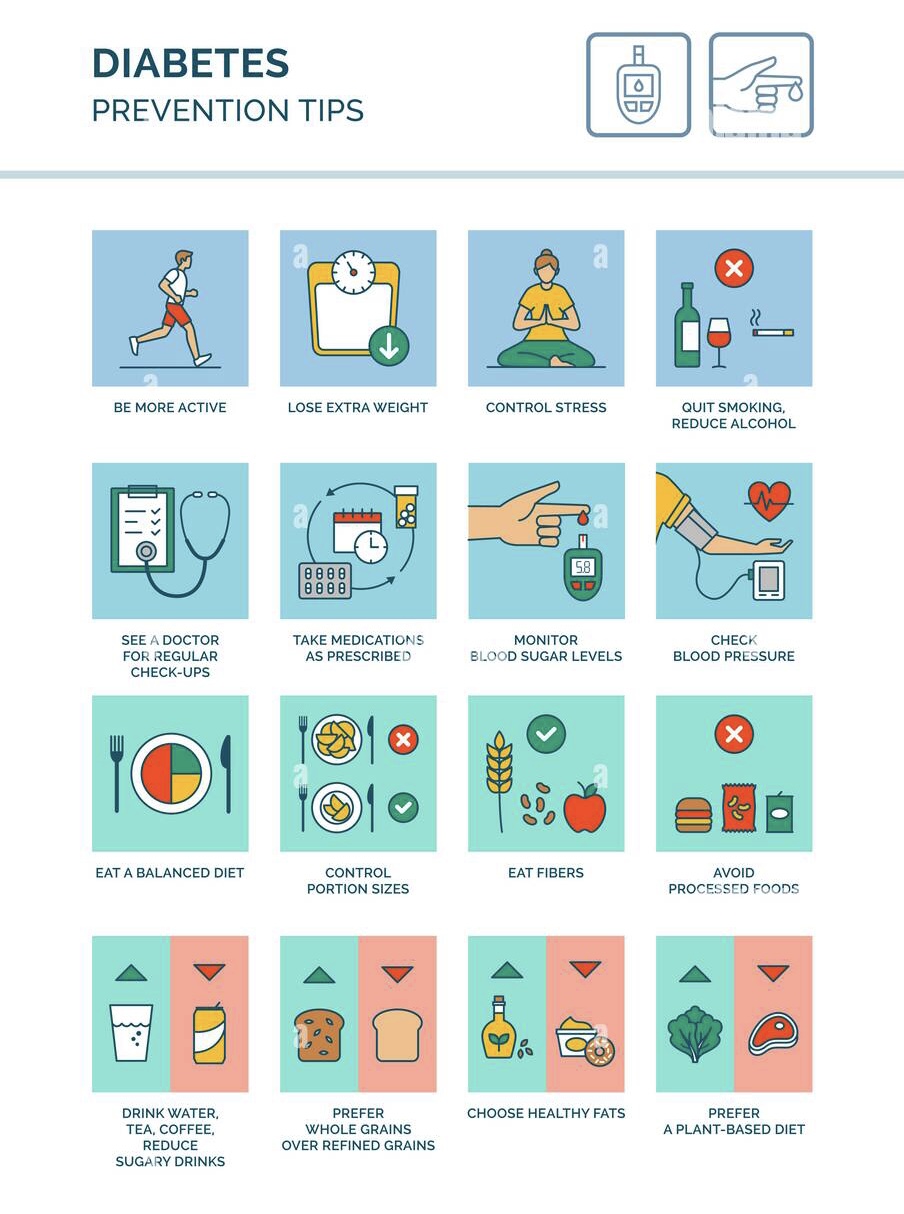 DIABETES
PREVENTION TIPS
BE MORE ACTIVE
LOSE EXTRA WEIGHT
CONTROL STRESS
QUIT SMOKING,
REDUCE ALCOHOL
SEE A DOCTOR
FOR REGULAR
CHECK-UPS
TAKE MEDICATIONS
AS PRESCRIBED
5.8
MONITOR
BLOOD SUGAR LEVELS
CHECK
BLOOD PRESSURE
EAT A BALANCED DIET
CONTROL
PORTION SIZES
EAT FIBERS
AVOID
PROCESSED FOODS
DRINK WATER,
TEA, COFFEE,
REDUCE
SUGARY DRINKS
PREFER
WHOLE GRAINS
OVER REFINED GRAINS
CHOOSE HEALTHY FATS
PREFER
A PLANT-BASED DIET